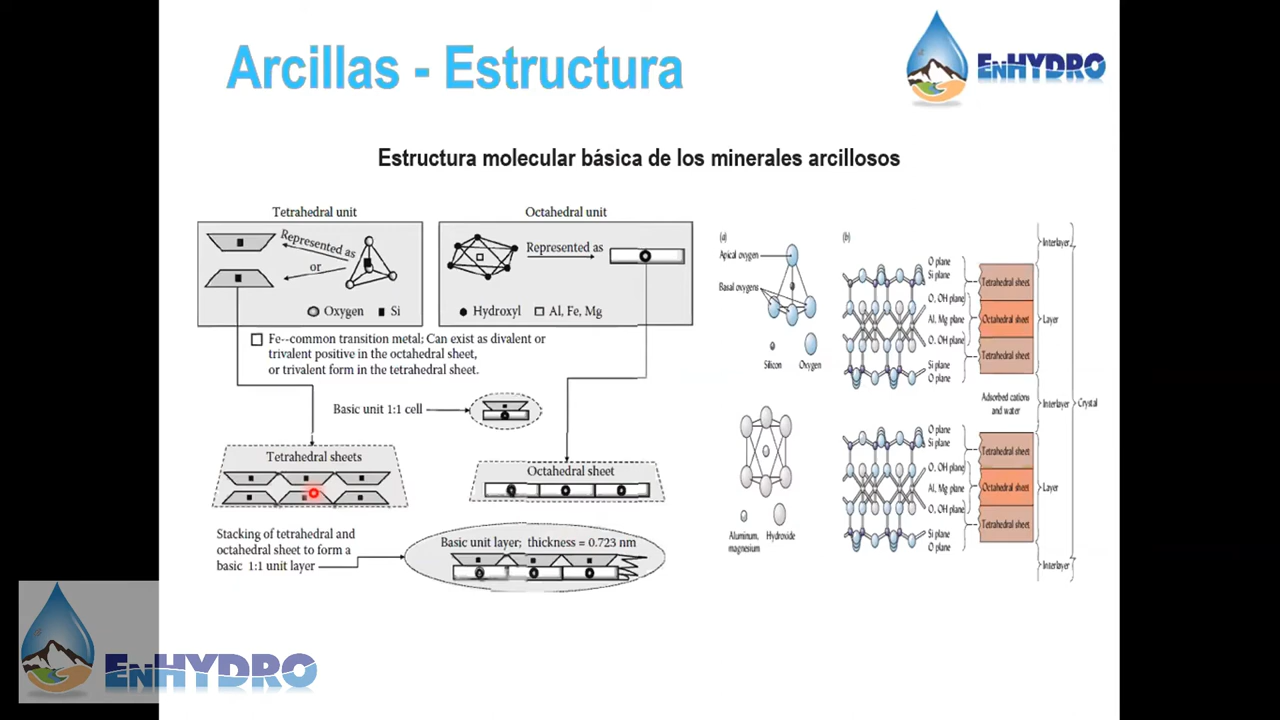 Arcillas - Estructura
ENHYDRO
Estructura molecular básica de los minerales arcillosos
Tetrahedral unit
Represented as
or
Oxygen
Si
Octahedral unit
Represented as
Hydroxyl
Al, Fe, Mg
Fe--common transition metal; Can exist as divalent or
trivalent positive in the octahedral sheet,
or trivalent form in the tetrahedral sheet.
Basic unit 1:1 cell
Tetrahedral sheets
Octahedral sheet
Stacking of tetrahedral and
octahedral sheet to form a
basic 1:1 unit layer
Basic unit layer; thickness = 0.723 nm
(a)
Apical oxygen
Basal oxygens
Silicon
Oxygen
Aluminum,
magnesium
Hydroxide
(b)
O plane
Si plane
O, OH plane
Al, Mg plane
O, OH plane
Si plane
O plane
Tetrahedral sheet
Octahedral sheet
Tetrahedral sheet
Interlayer
Layer
Adsorbed cations
and water
Interlayer
Crystal
O plane
Si plane
O, OH plane
Al, Mg plane
O, OH plane
Si plane
O plane
Tetrahedral sheet
Octahedral sheet
Tetrahedral sheet
Layer
Interlayer
ENHYDRO